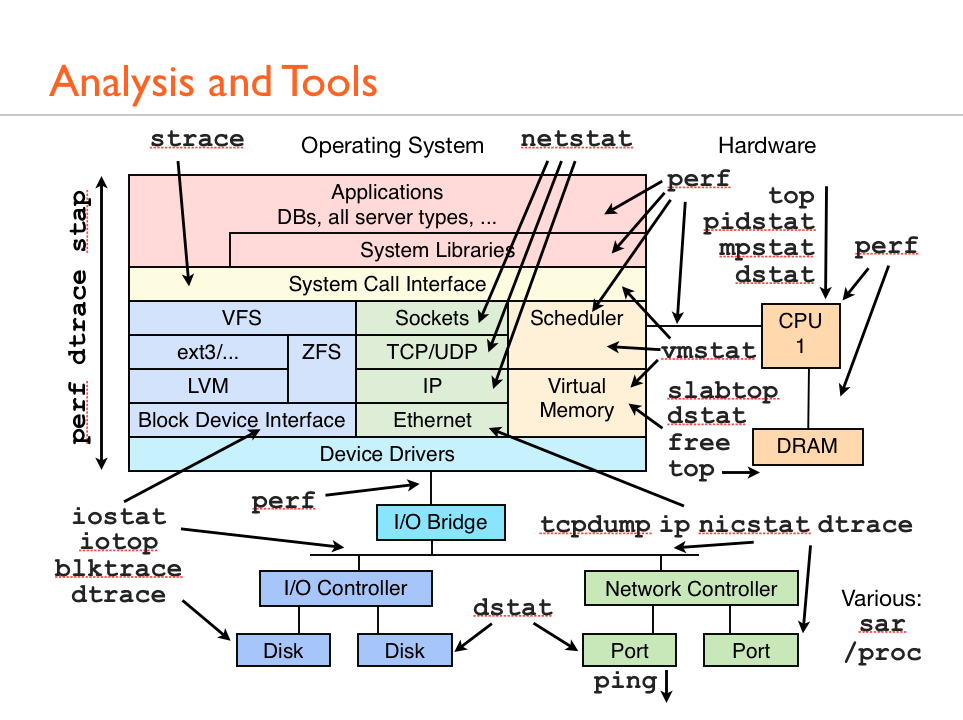 Analysis and Tools
strace
Operating System
netstat
Hardware
perf dtrace stap
Applications
DBs, all server types, ...
System Libraries
System Call Interface
VFS
Sockets
Scheduler
ext3/...
ZFS
TCP/UDP
LVM
IP
Virtual
Memory
Block Device Interface
Ethernet
Device Drivers
perf
top
pidstat
mpstat
dstat
perf
CPU
1
vmstat
slabtop
dstat
free
top
DRAM
perf
I/O Bridge
iostat
iotop
blktrace
dtrace
tcpdump ip nicstat dtrace
I/O Controller
Network Controller
dstat
Disk
Disk
Port
Port
ping
Various:
sar
/proc